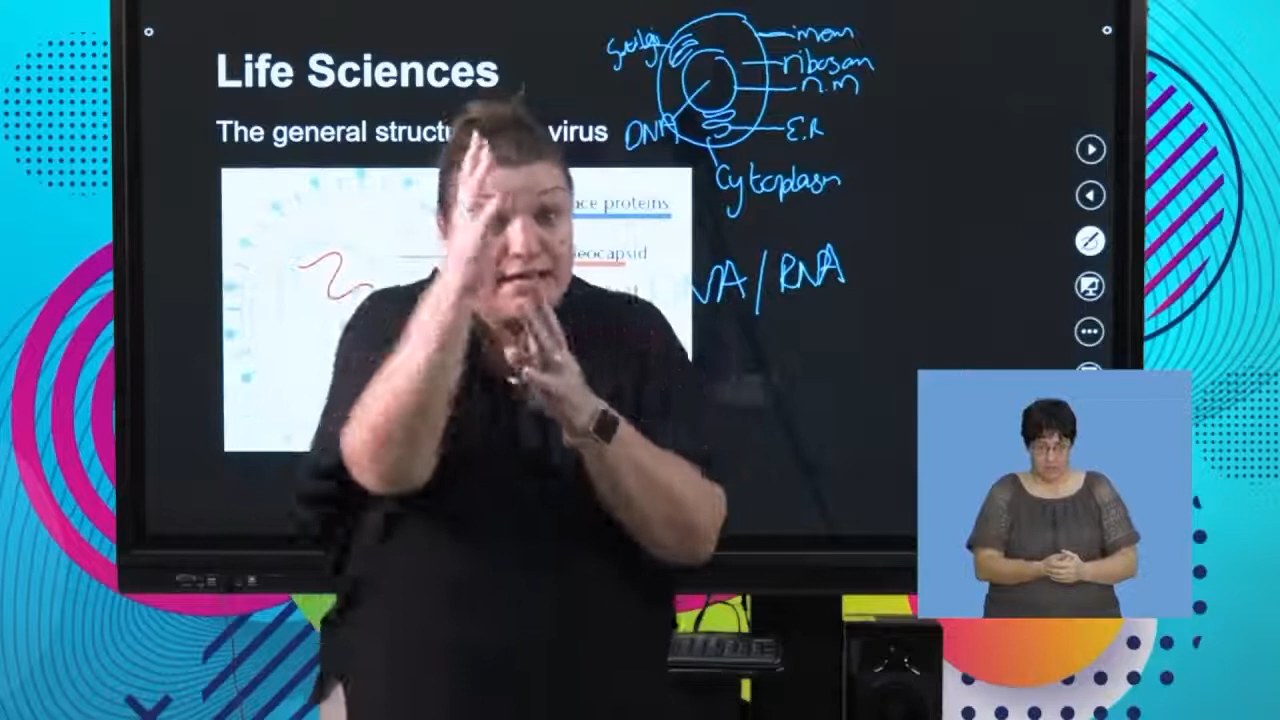 Life Sciences
The general structu virus
ace proteins
eocapsid
Golgi
mem
ribosom
n.m
DNA
E.R
Cytoplasm
NA / RNA